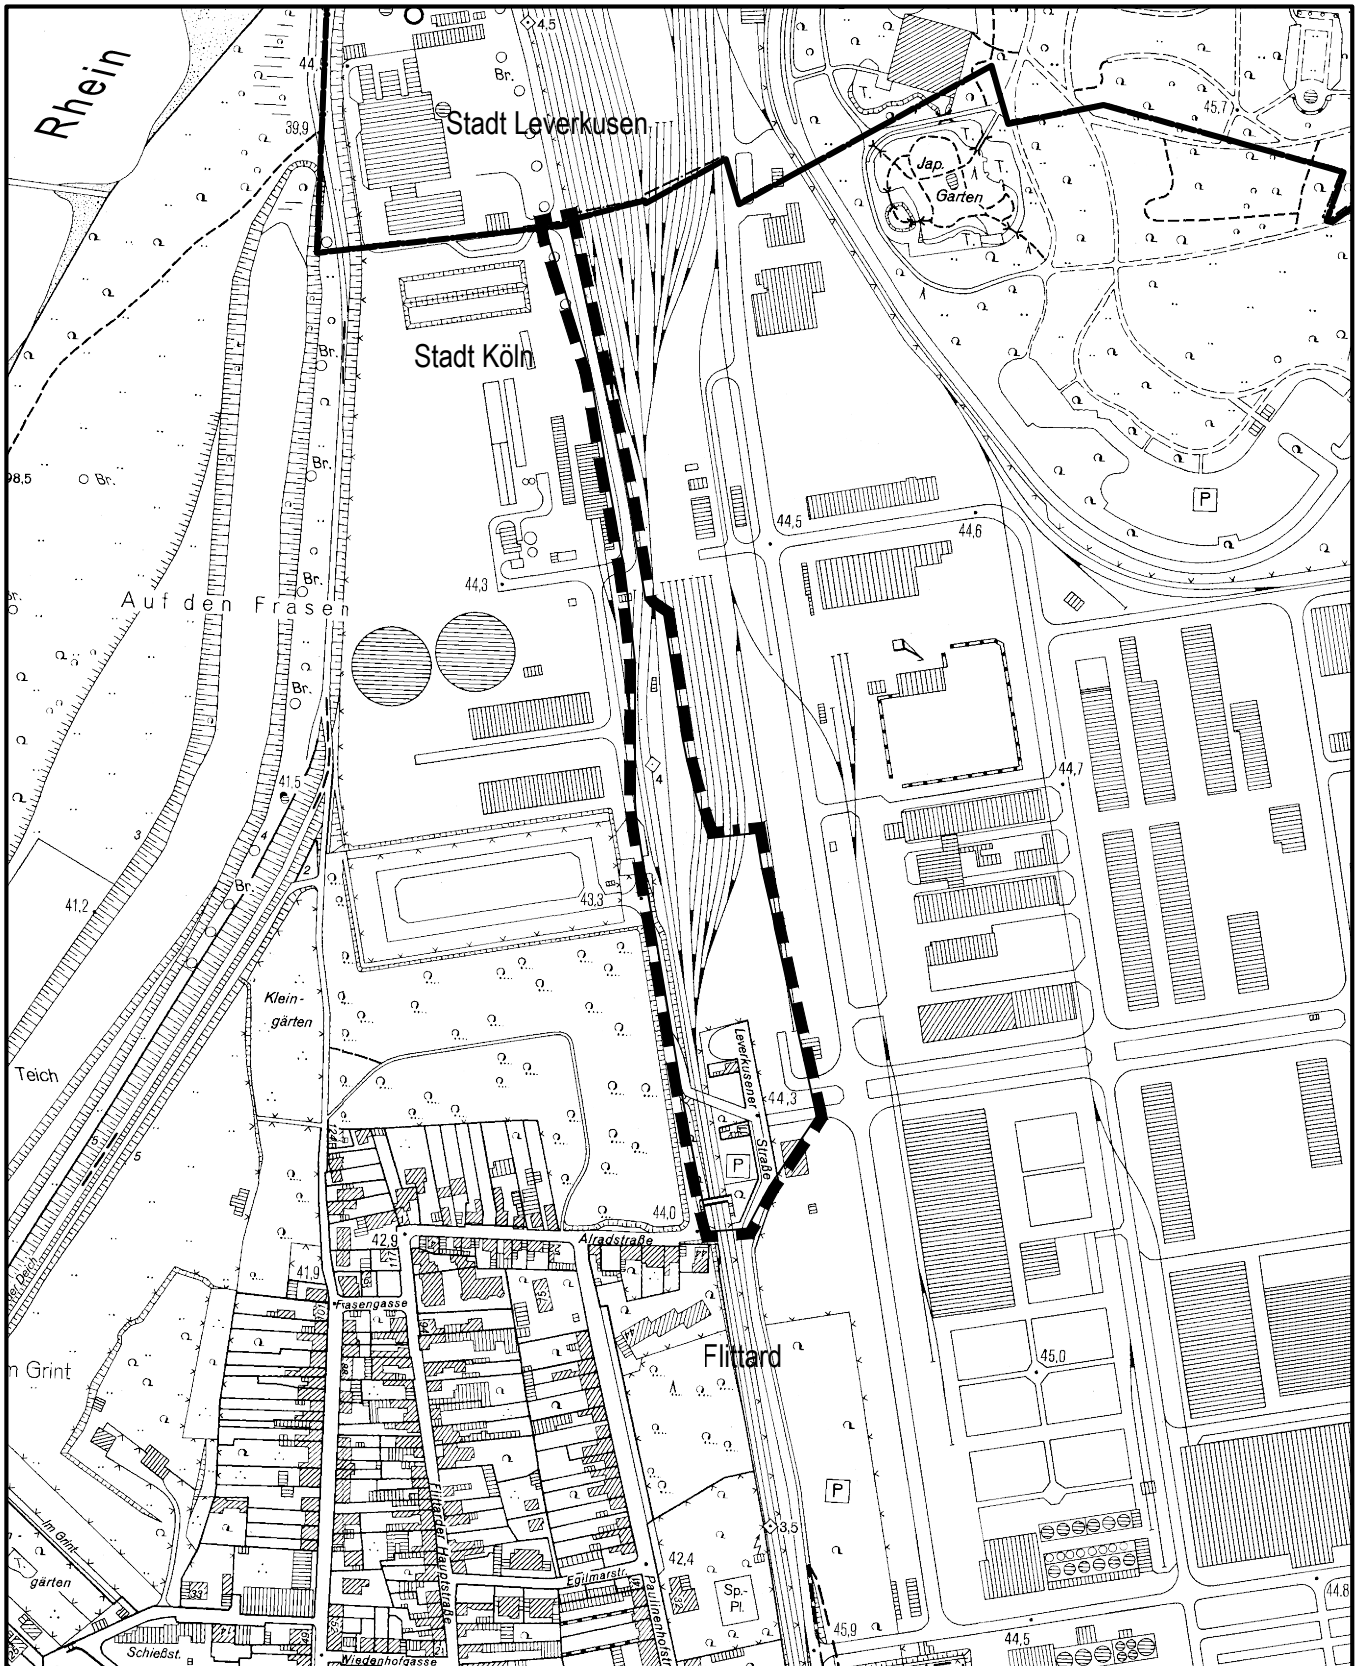 4,5
Rhein
44,5
Br.
Stadt Leverkusen
T.
45,7
39,9
T.
Jap.
T.
Garten
T.
Stadt Köln
Br.
Br.
98,5
Br.
P
44,5
44,6
44,3
Br.
Auf den Frasen
Br.
44,7
4
41,5
3
4
2
Br.
43.3
41,2
Klein-
gärten
Leverkusener
Straße
Teich
44,3
5
5
P
44,0
42,9
Alradstraße
41,9
Frasengasse
Flittard
45,0
m Grint
Flittarder Hauptstraße
P
3,5
Im Grint
42,4
Egilmarstr.
Paulinenhofstr.
gärten
Sp.-
Pl.
44.8
45,9
44,5
Schießst.
Wiedenhofgasse